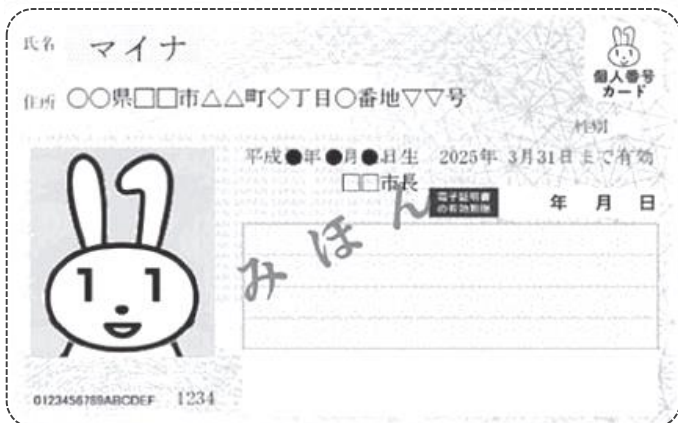 氏名 マイナ
個人番号
カード
住所 ○○県□□市△△町◇丁目○番地▽▽号
性別
平成●年●月●日生 2025年 3月31日まで有効
□□市長
電子証明書
の有効期限
年 月 日
みほん
0123456789ABCDEF 1234